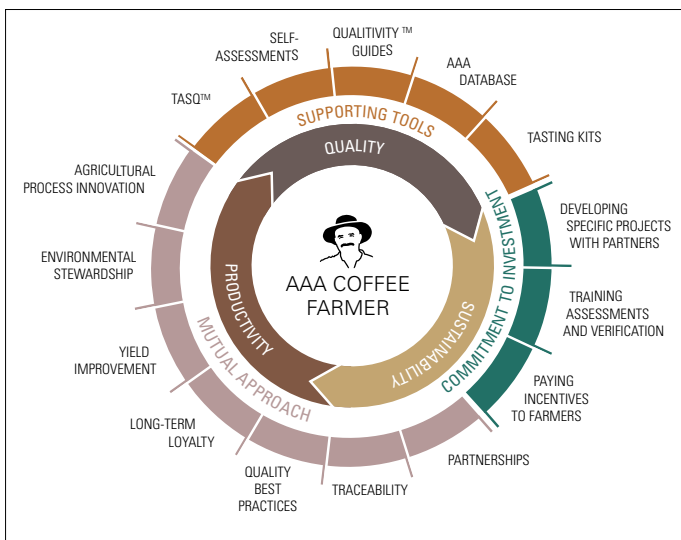 SELF-
ASSESSMENTS
QUALITIVITY™
GUIDES
AAA
DATABASE
TASQ™
TASTING KITS
SUPPORTING TOOLS
QUALITY
AGRICULTURAL
PROCESS INNOVATION
DEVELOPING
SPECIFIC PROJECTS
WITH PARTNERS
ENVIRONMENTAL
STEWARDSHIP
AAA COFFEE
FARMER
PRODUCTIVITY
SUSTAINABILITY
COMMITMENT TO INVESTMENT
TRAINING
ASSESSMENTS
AND VERIFICATION
MUTUAL APPROACH
YIELD
IMPROVEMENT
PAYING
INCENTIVES
TO FARMERS
LONG-TERM
LOYALTY
QUALITY
BEST
PRACTICES
TRACEABILITY
PARTNERSHIPS